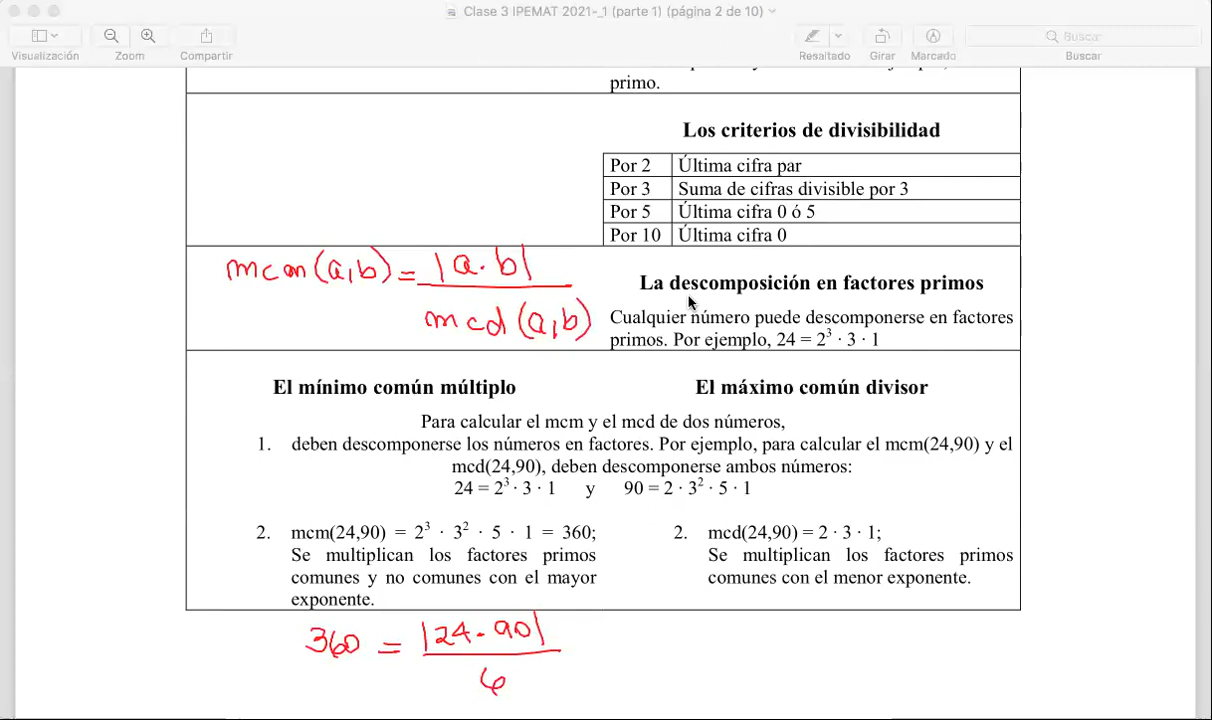 Clase 3 IPEMAT 2021-_1 (parte 1) (página 2 de 10)
Visualización Zoom Compartir Resaltado Girar Marcado Buscar
Buscar
primo.
Los criterios de divisibilidad
Por 2 Última cifra par
Por 3 Suma de cifras divisible por 3
Por 5 Última cifra 0 ó 5
Por 10 Última cifra 0
mcm(a,b) = |a·b|
mcd(a,b)
La descomposición en factores primos
Cualquier número puede descomponerse en factores
primos. Por ejemplo, 24 = 2³ · 3 · 1
El mínimo común múltiplo
El máximo común divisor
Para calcular el mcm y el mcd de dos números,
1. deben descomponerse los números en factores. Por ejemplo, para calcular el mcm(24,90) y el
mcd(24,90), deben descomponerse ambos números:
24 = 2³ · 3 · 1 y 90 = 2 · 3² · 5 · 1
2. mcm(24,90) = 2³ · 3² · 5 · 1 = 360;
Se multiplican los factores primos
comunes y no comunes con el mayor
exponente.
2. mcd(24,90) = 2 · 3 · 1;
Se multiplican los factores primos
comunes con el menor exponente.
360 = |24·90|
6